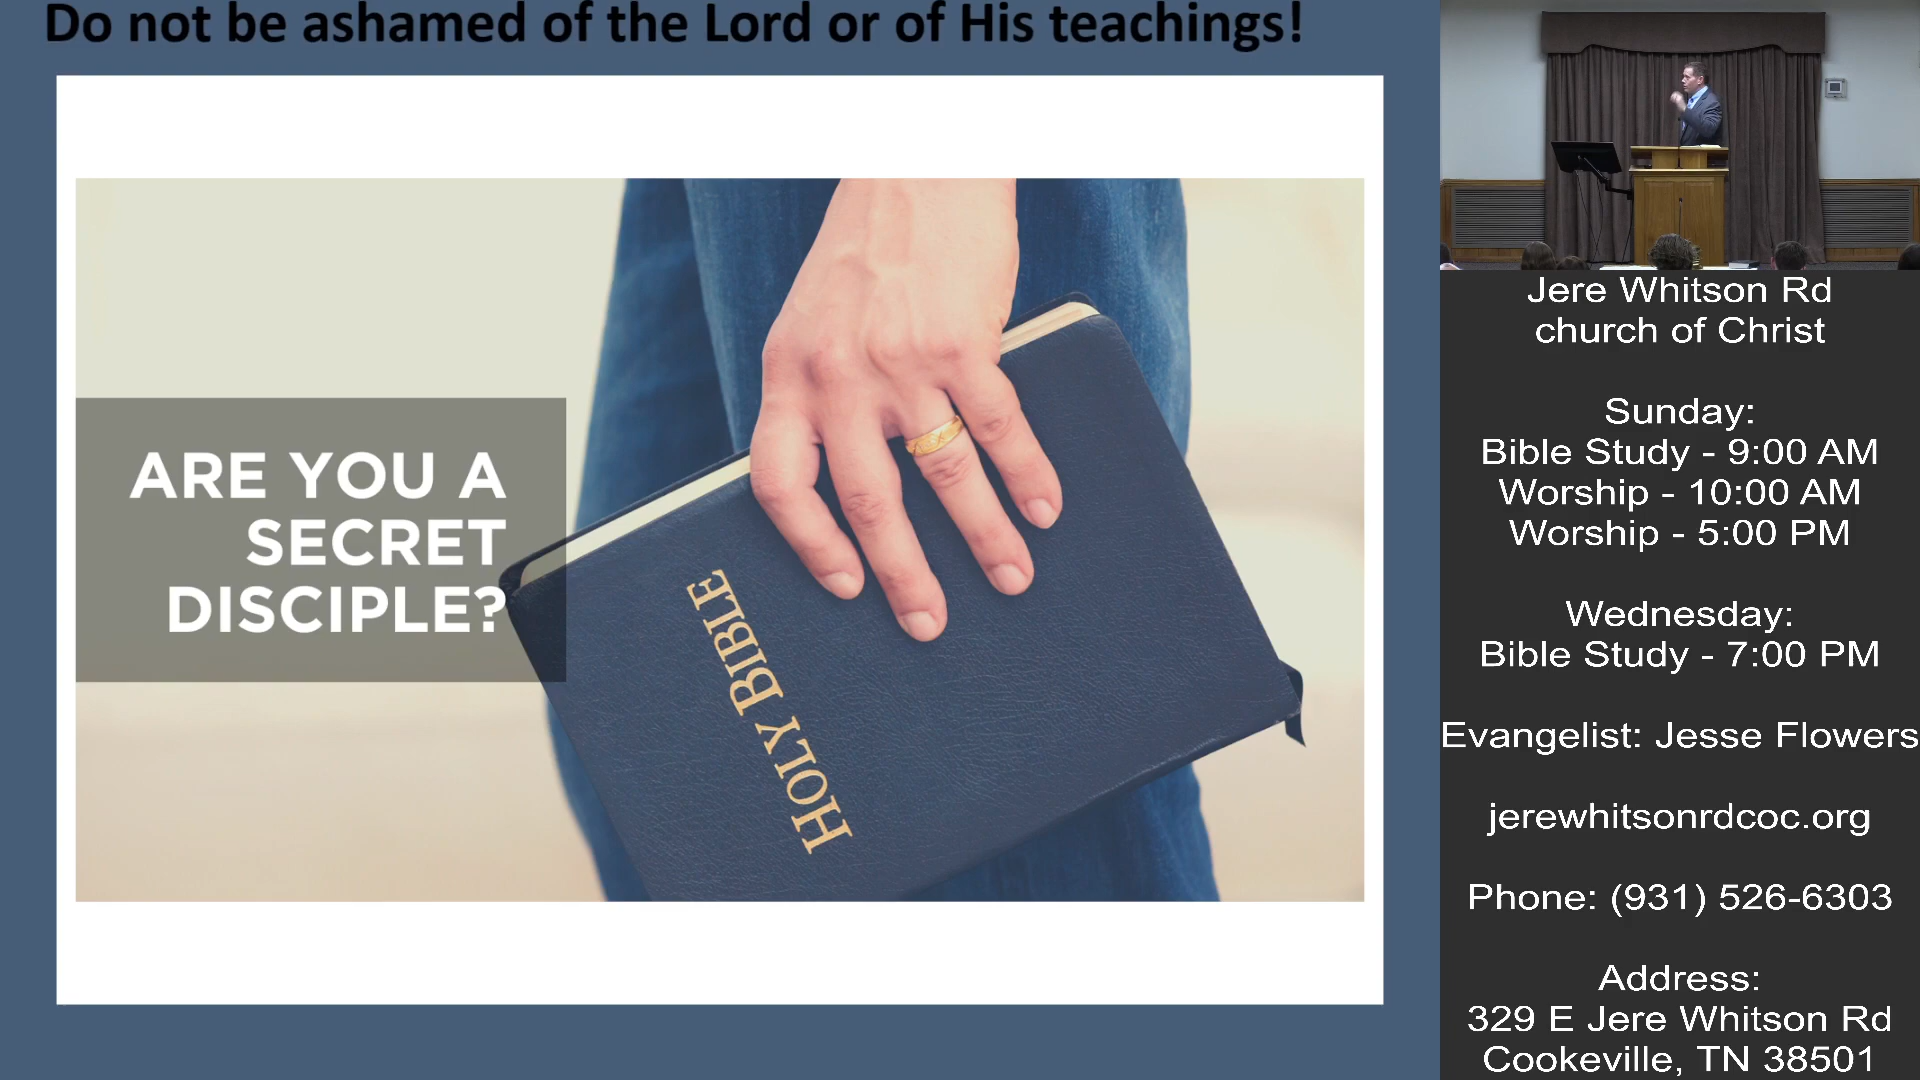 Do not be ashamed of the Lord or of His teachings!
ARE YOU A
SECRET
DISCIPLE?
HOLY BIBLE
Jere Whitson Rd
church of Christ
Sunday:
Bible Study - 9:00 AM
Worship - 10:00 AM
Worship - 5:00 PM
Wednesday:
Bible Study - 7:00 PM
Evangelist: Jesse Flowers
jerewhitsonrdcoc.org
Phone: (931) 526-6303
Address:
329 E Jere Whitson Rd
Cookeville, TN 38501